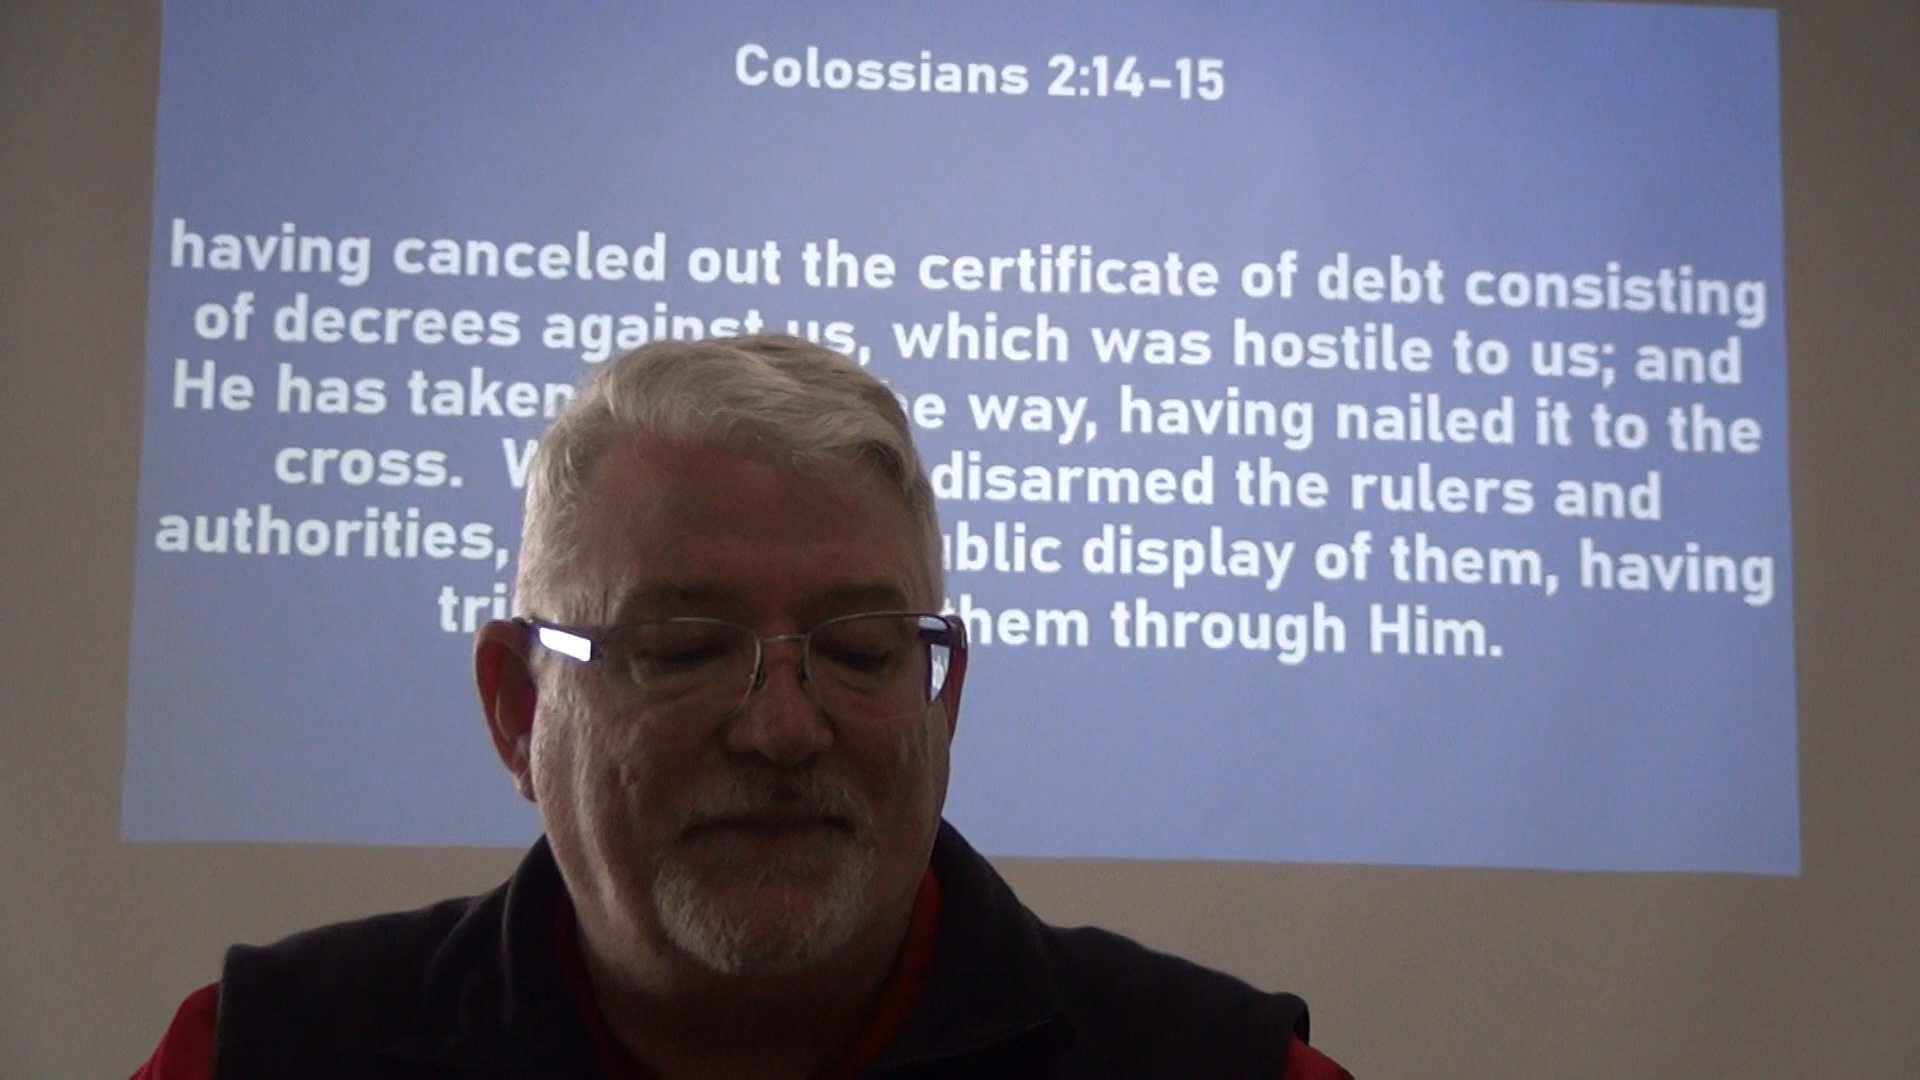 Colossians 2:14-15
having canceled out the certificate of debt consisting
of decrees against us, which was hostile to us; and
He has taken way, having nailed it to the
cross. disarmed the rulers and
authorities, display of them, having
through Him.